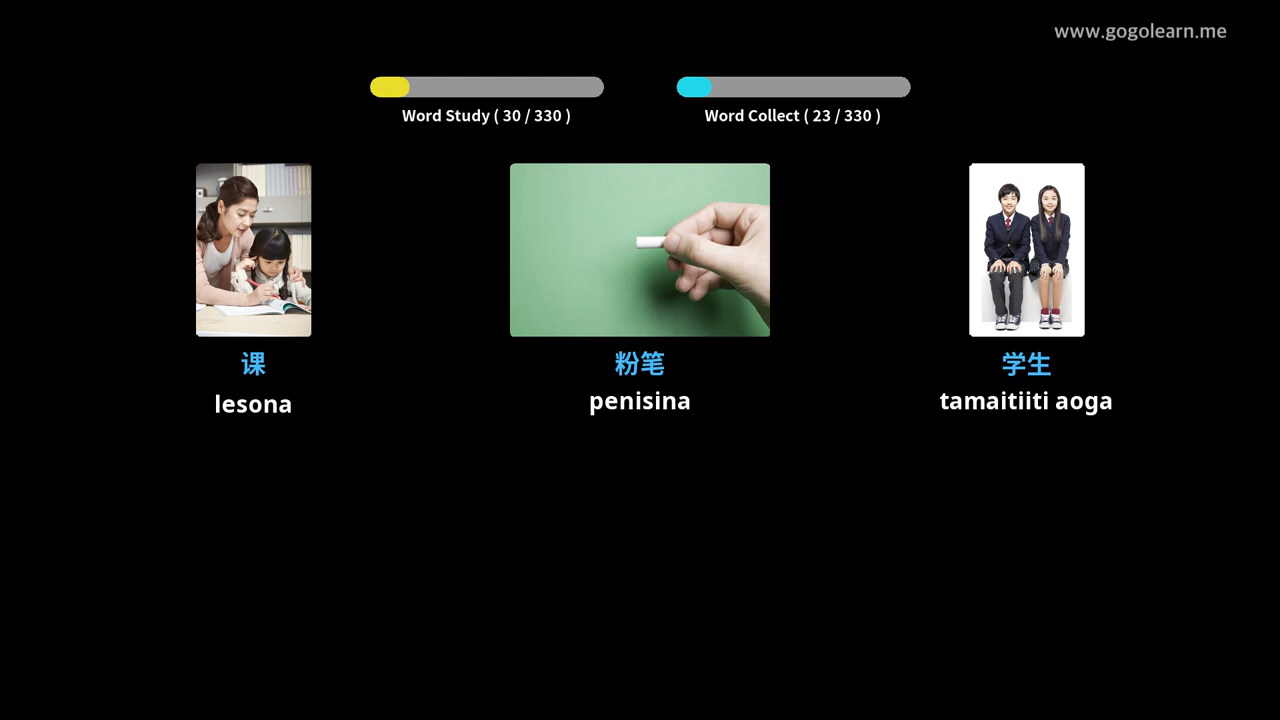 www.gogolearn.me
Word Study ( 30 / 330 )
Word Collect ( 23 / 330 )
课
粉笔
学生
lesona
penisina
tamaitiiti aoga